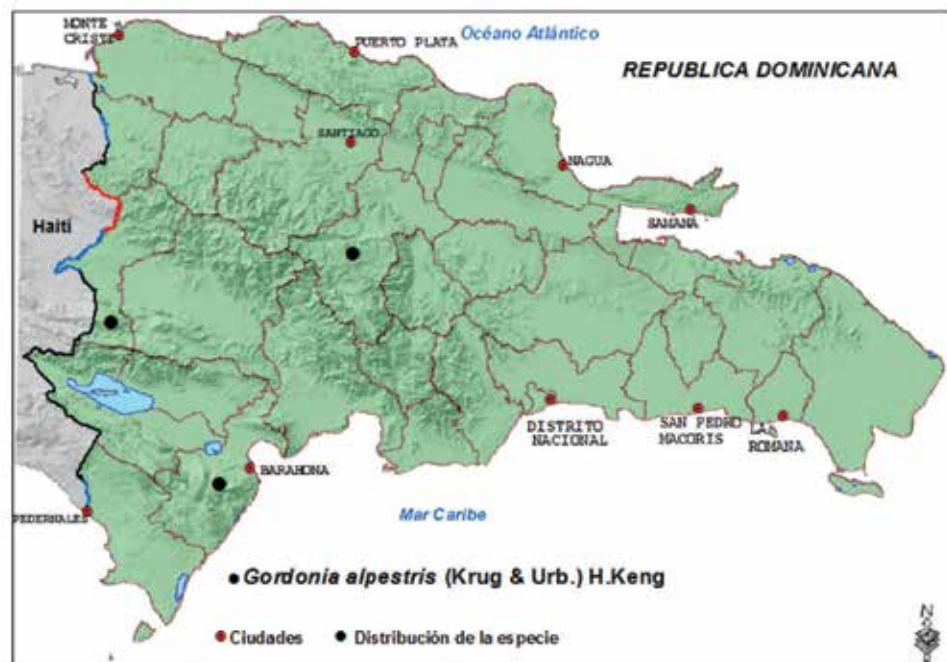 MONTE
CRISTI
Océano Atlántico
PUERTO PLATA
REPUBLICA DOMINICANA
SANTIAGO
NAGUA
SAMANA
Haití
DISTRITO
NACIONAL
SAN PEDRO
MACORIS
LA
ROMANA
BARAHONA
PEDERNALES
Mar Caribe
Gordonia alpestris (Krug & Urb.) H.Keng
Ciudades
Distribución de la especie